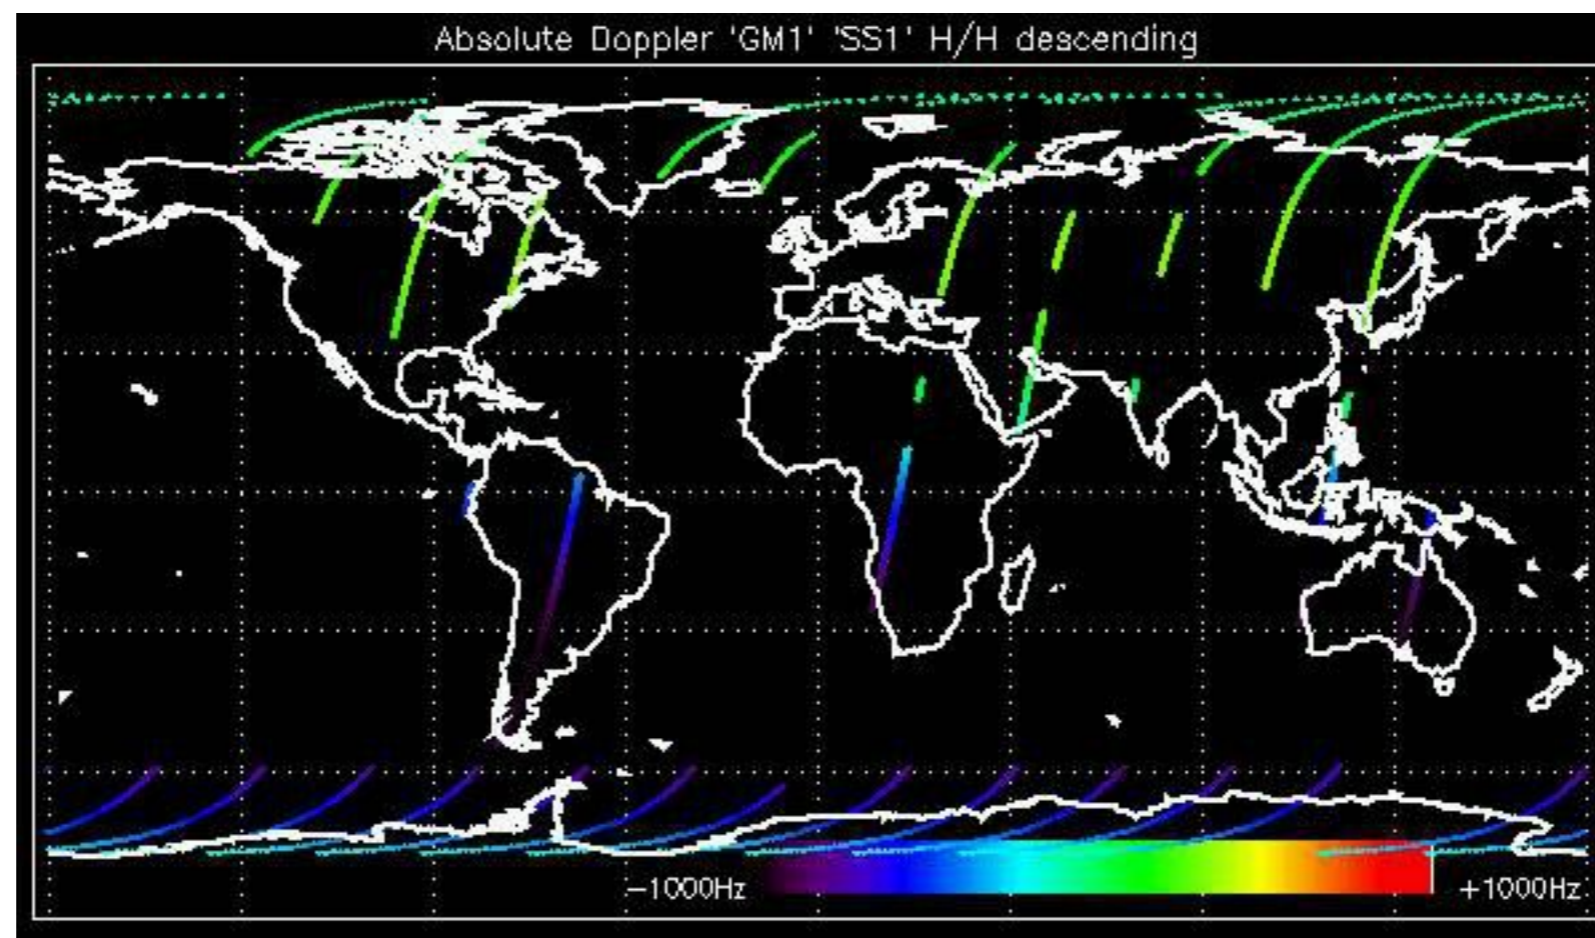 Absolute Doppler 'GM1' 'SS1' H/H descending
−1000Hz
+1000Hz